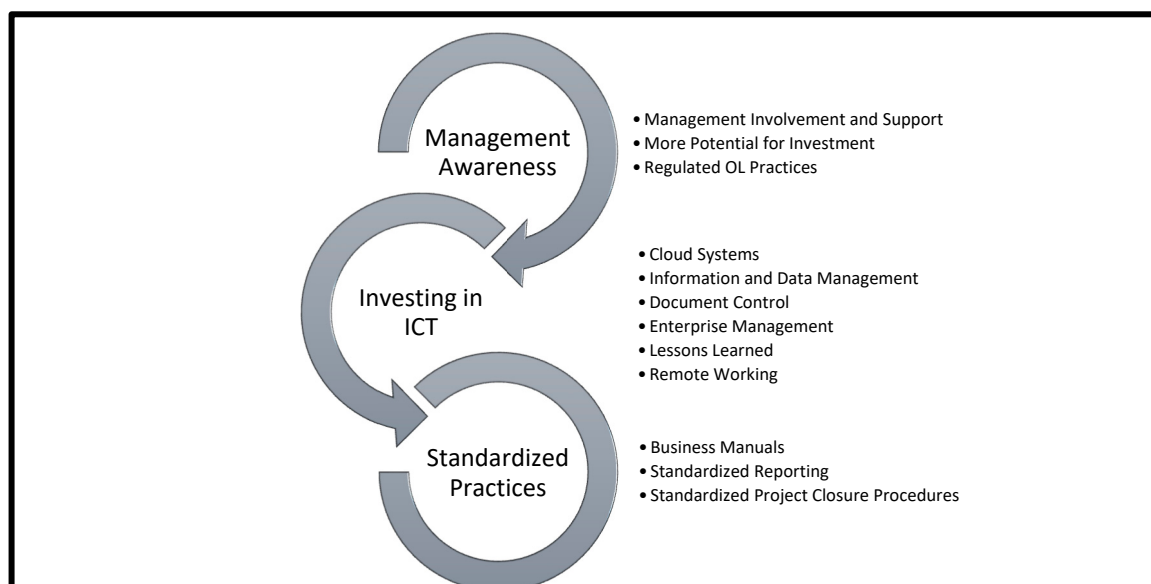 Management
Awareness
• Management Involvement and Support
• More Potential for Investment
• Regulated OL Practices
Investing in
ICT
• Cloud Systems
• Information and Data Management
• Document Control
• Enterprise Management
• Lessons Learned
• Remote Working
Standardized
Practices
• Business Manuals
• Standardized Reporting
• Standardized Project Closure Procedures